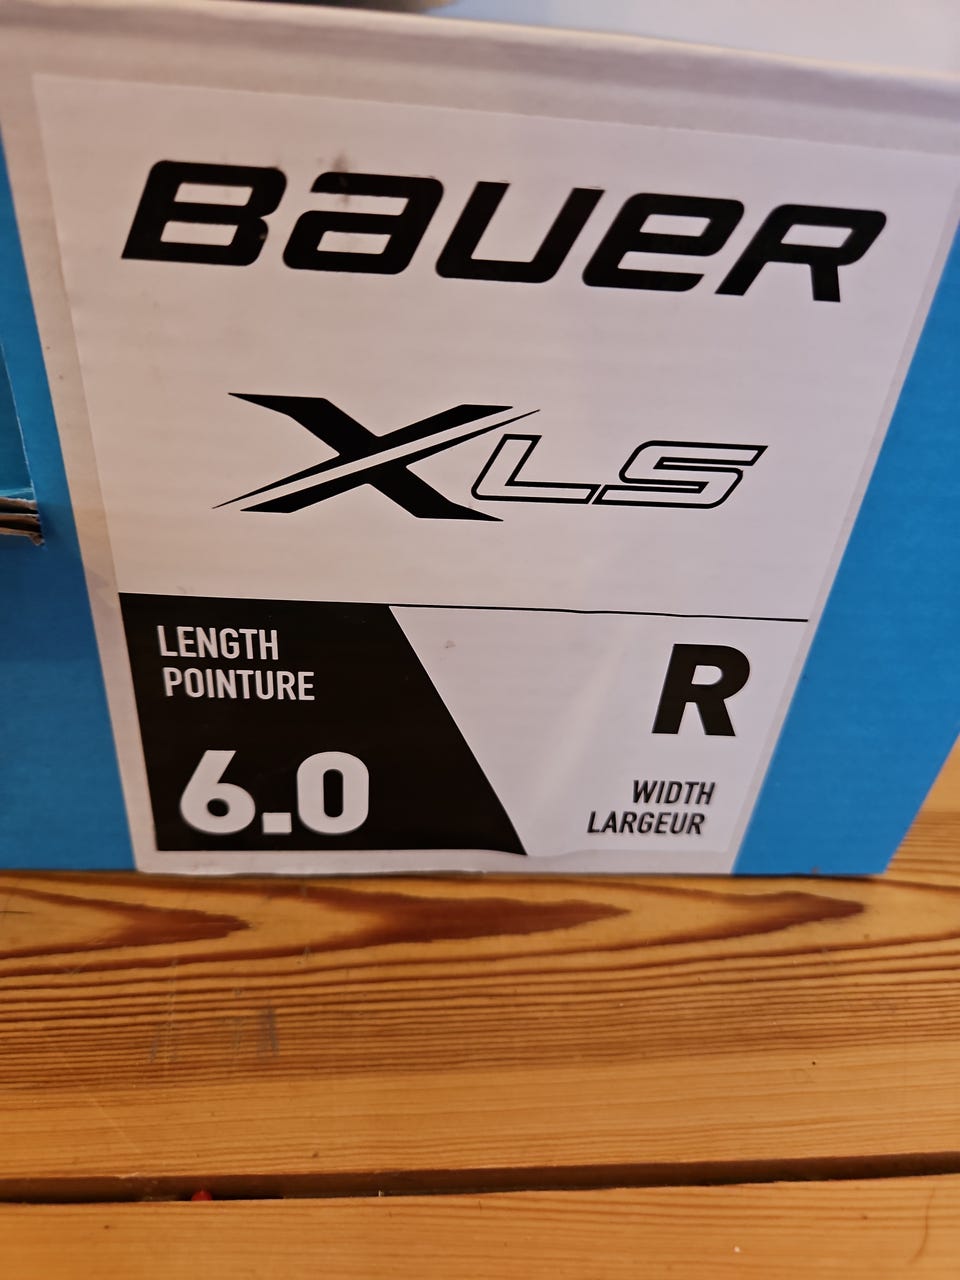 BAUER
XLS
LENGTH
POINTURE
6.0
R
WIDTH
LARGEUR